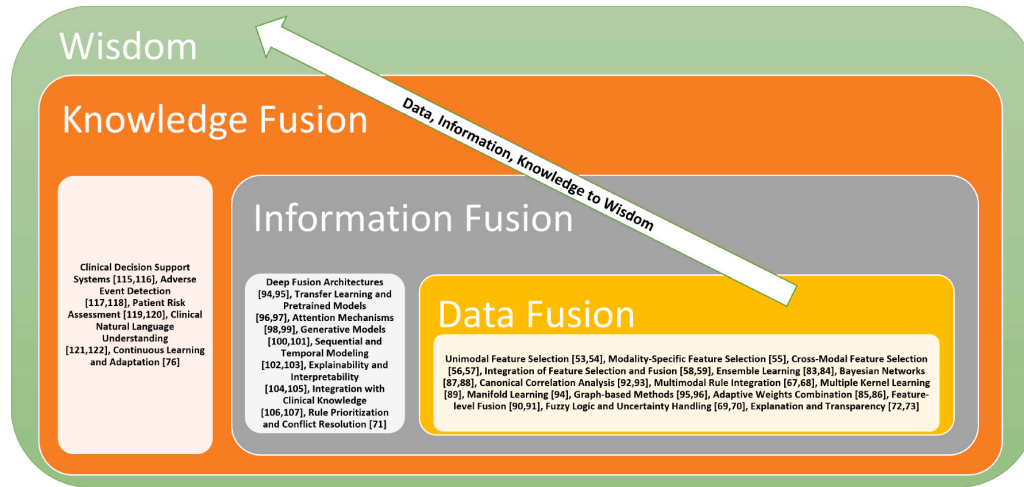 Wisdom
Knowledge Fusion
Data, Information, Knowledge to Wisdom
Clinical Decision Support
Systems [115,116], Adverse
Event Detection
[117,118], Patient Risk
Assessment [119,120], Clinical
Natural Language
Understanding
[121,122], Continuous Learning
and Adaptation [76]
Information Fusion
Deep Fusion Architectures
[94,95], Transfer Learning and
Pretrained Models
[96,97], Attention Mechanisms
[98,99], Generative Models
[100,101], Sequential and
Temporal Modeling
[102,103], Explainability and
Interpretability
[104,105], Integration with
Clinical Knowledge
[106,107], Rule Prioritization
and Conflict Resolution [71]
Data Fusion
Unimodal Feature Selection [53,54], Modality-Specific Feature Selection [55], Cross-Modal Feature Selection
[56,57], Integration of Feature Selection and Fusion [58,59], Ensemble Learning [83,84], Bayesian Networks
[87,88], Canonical Correlation Analysis [92,93], Multimodal Rule Integration [67,68], Multiple Kernel Learning
[89], Manifold Learning [94], Graph-based Methods [95,96], Adaptive Weights Combination [85,86], Feature-
level Fusion [90,91], Fuzzy Logic and Uncertainty Handling [69,70], Explanation and Transparency [72,73]